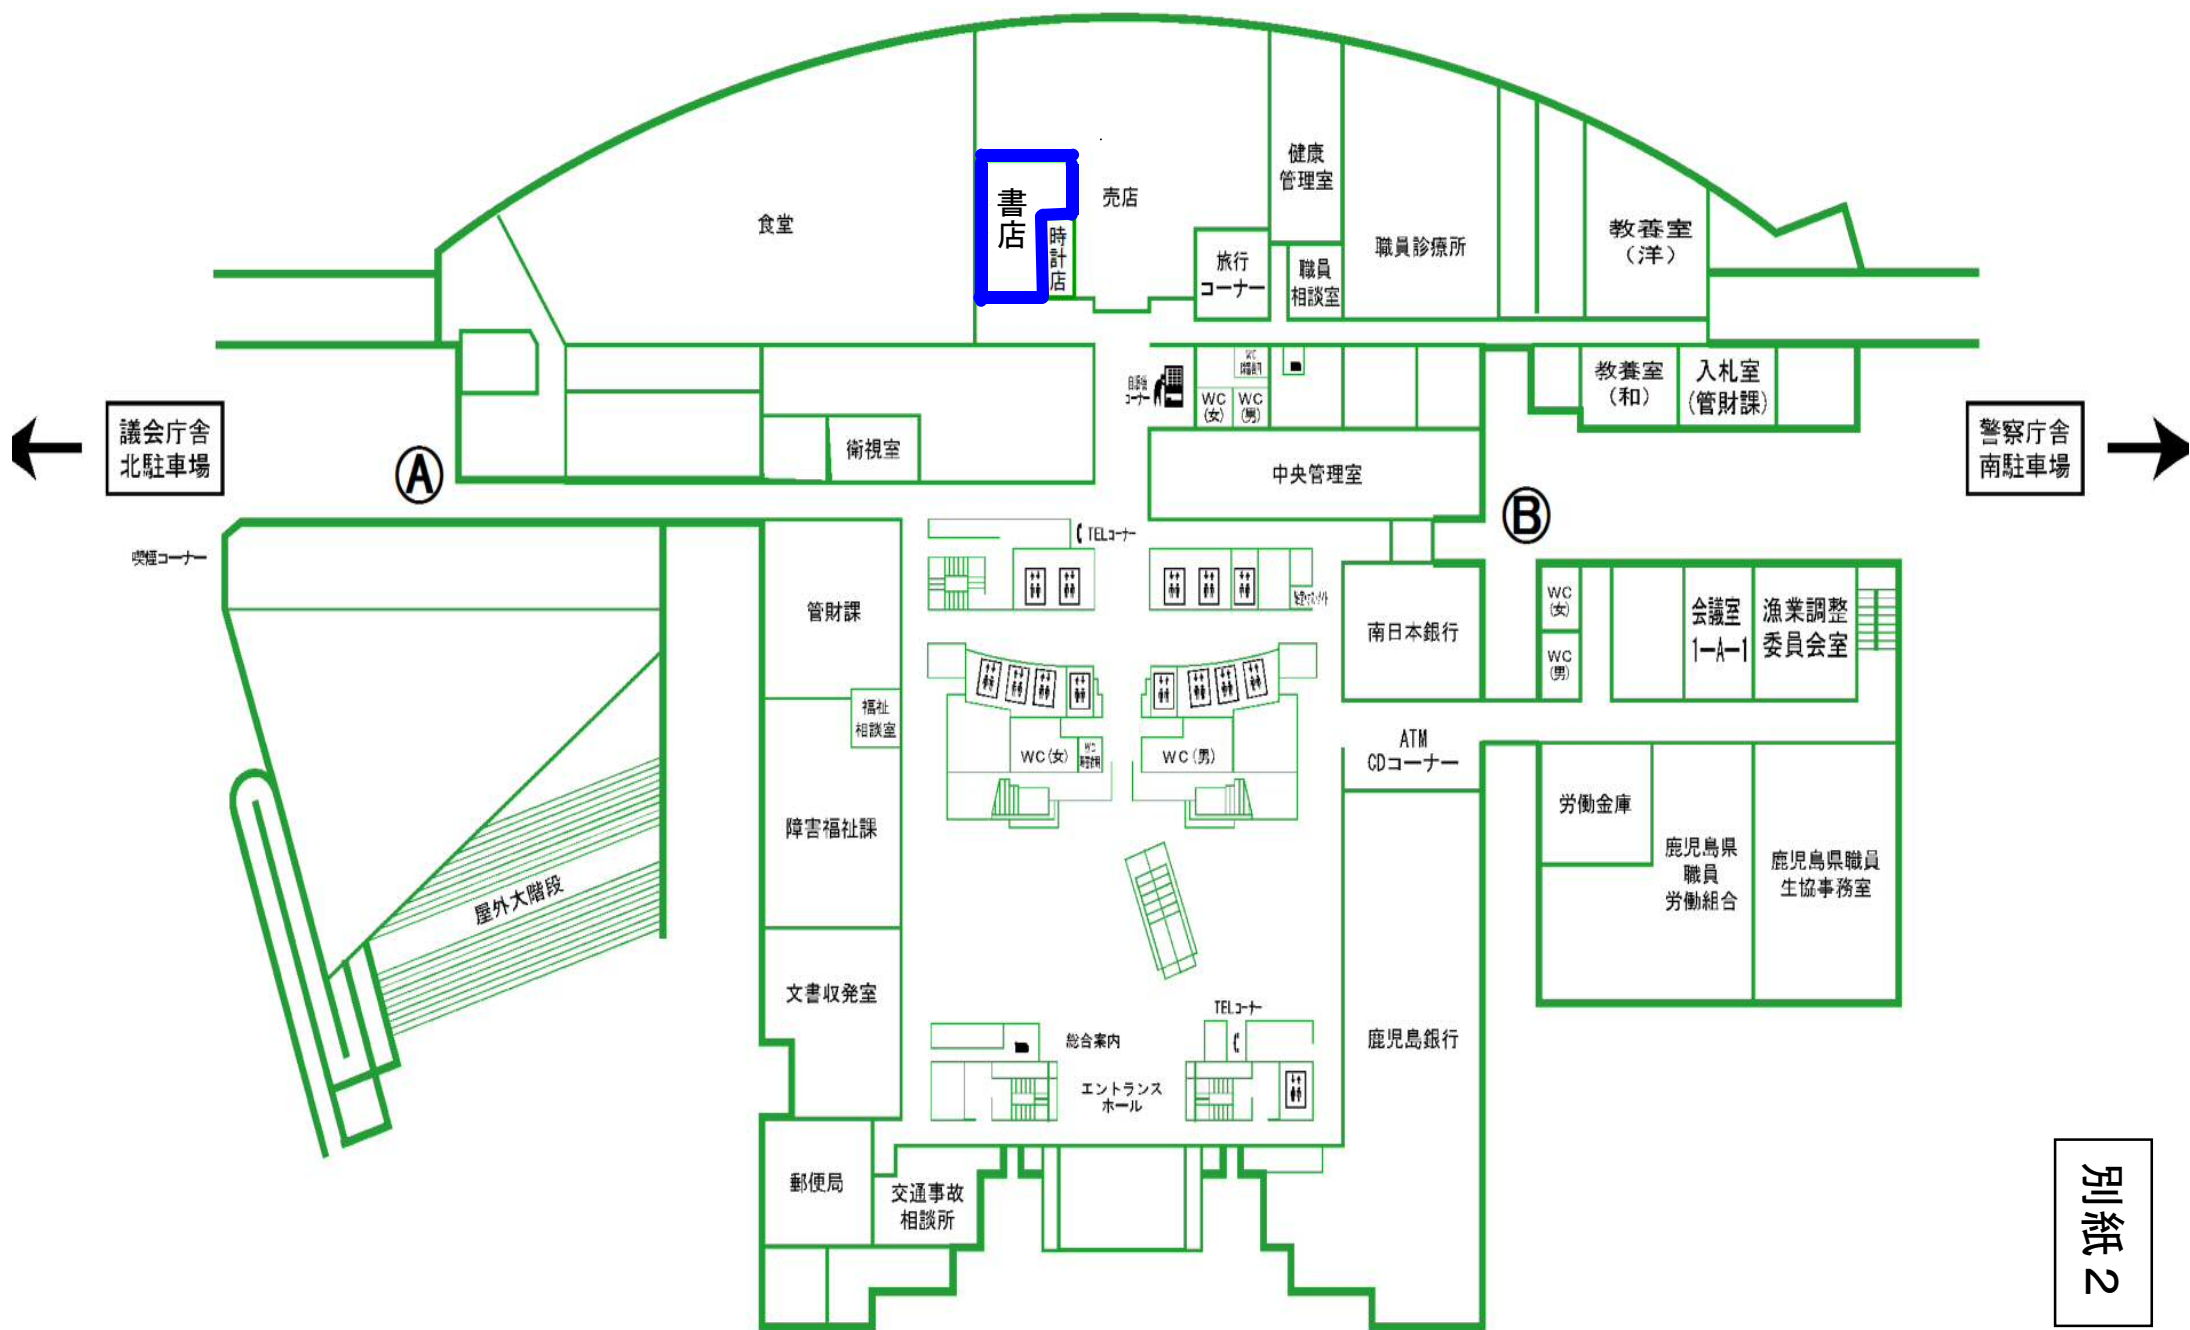 健康
管理室
売店
書店
食堂
時計店
教養室
（洋）
職員診療所
旅行
コーナー
職員
相談室
自販機
コーナー
WC
(女)
WC
(男)
教養室
（和）
入札室
（管財課）
議会庁舎
北駐車場
警察庁舎
南駐車場
A
衛視室
中央管理室
B
TELコーナー
喫煙コーナー
管財課
南日本銀行
WC
(女)
WC
(男)
会議室
1ーAー1
漁業調整
委員会室
福祉
相談室
WC(女)
WC(男)
ATM
CDコーナー
障害福祉課
労働金庫
鹿児島県
職員
労働組合
鹿児島県職員
生協事務室
屋外大階段
文書収発室
TELコーナー
総合案内
鹿児島銀行
エントランス
ホール
郵便局
交通事故
相談所
別紙２